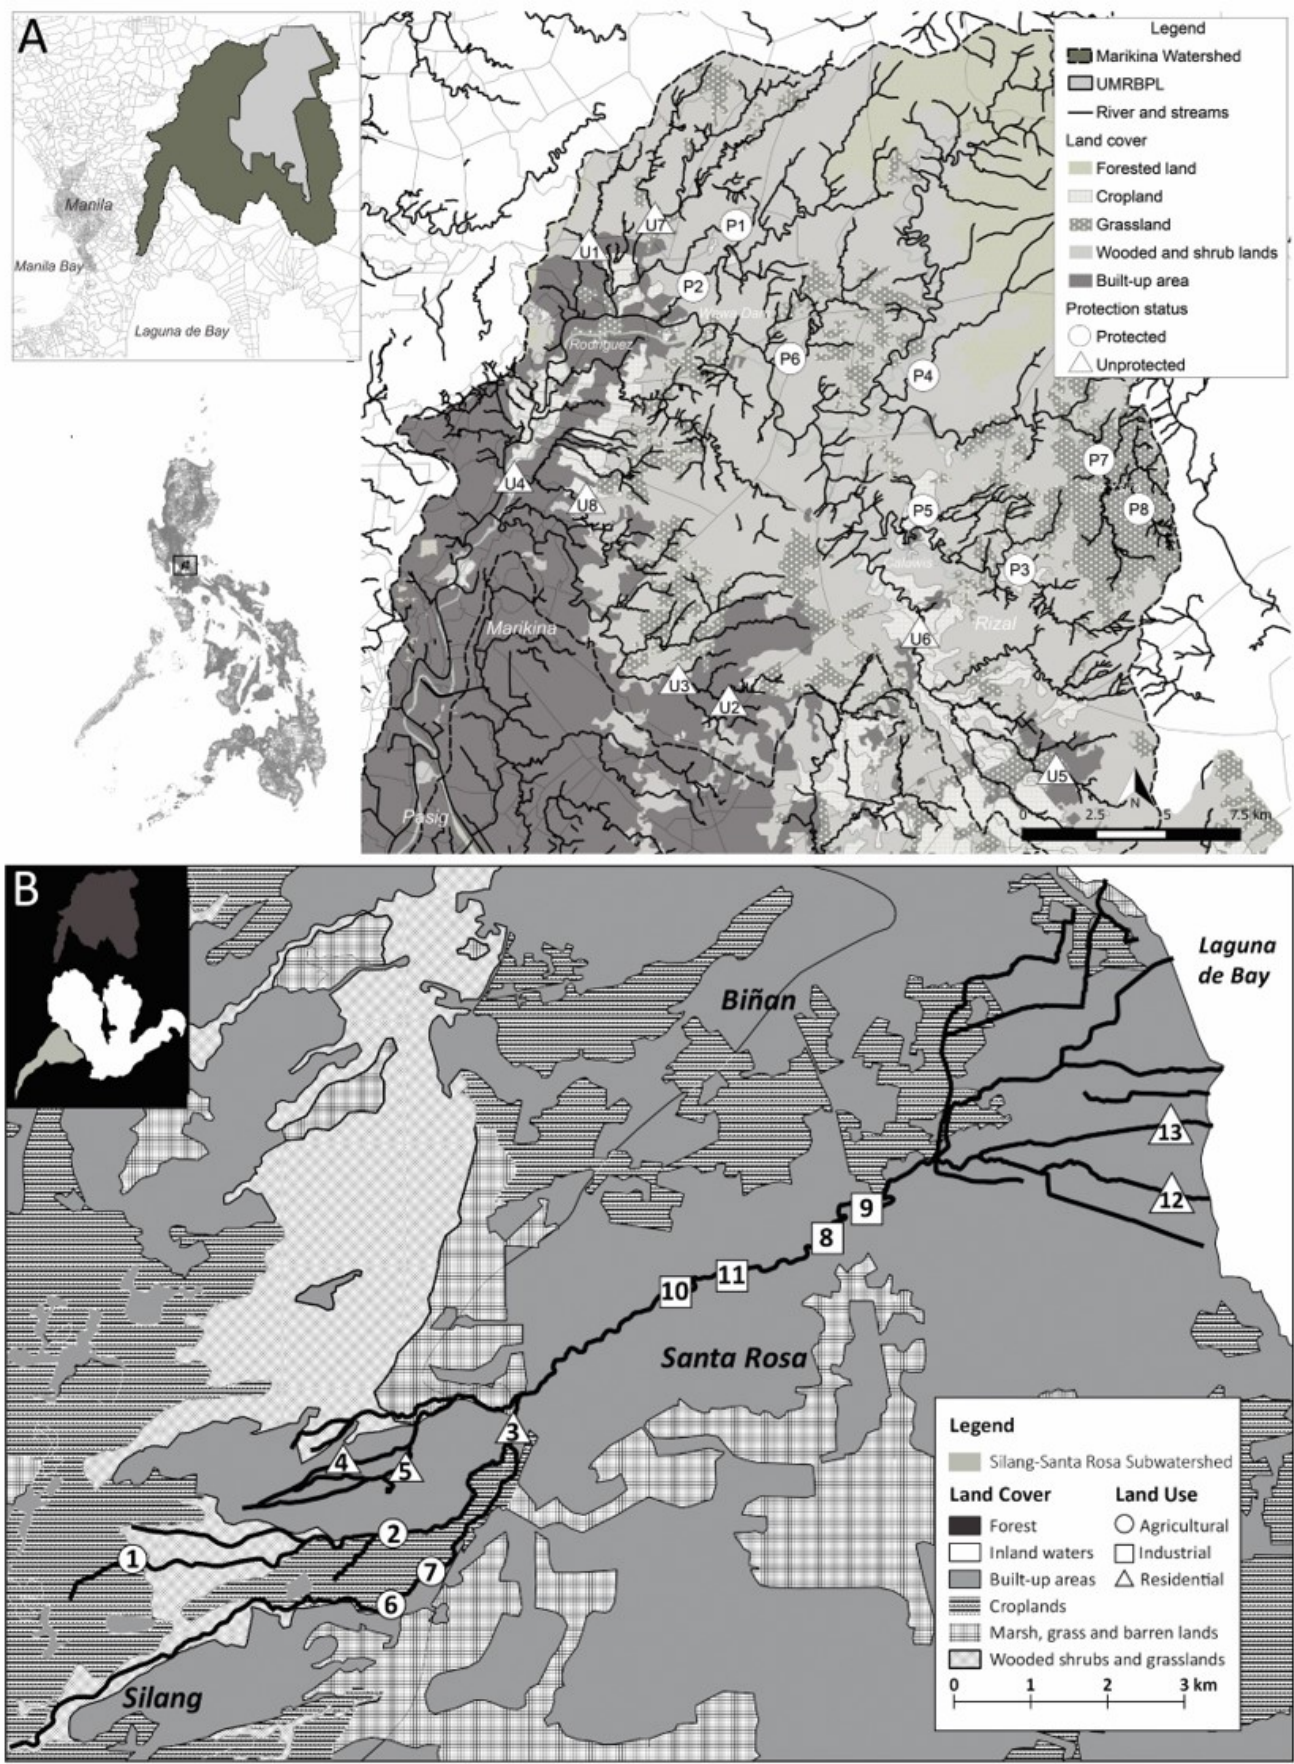 A
Manila
Manila Bay
Laguna de Bay
Legend
Marikina Watershed
UMRBPL
River and streams
Land cover
Forested land
Cropland
Grassland
Wooded and shrub lands
Built-up area
Protection status
Protected
Unprotected
U7
P1
U1
P2
Wawa Dam
Rodriguez
P6
P4
P7
U4
U8
P5
P8
P3
Marikina
U6
Rizal
U3
U2
U5
N
Pasig
0 2.5 5 7.5 km
B
Laguna
de Bay
Biñan
13
12
9
8
11
10
Santa Rosa
3
4
5
2
1
7
6
Silang
Legend
Silang-Santa Rosa Subwatershed
Land Cover
Forest
Inland waters
Built-up areas
Croplands
Marsh, grass and barren lands
Wooded shrubs and grasslands
Land Use
Agricultural
Industrial
Residential
0 1 2 3 km